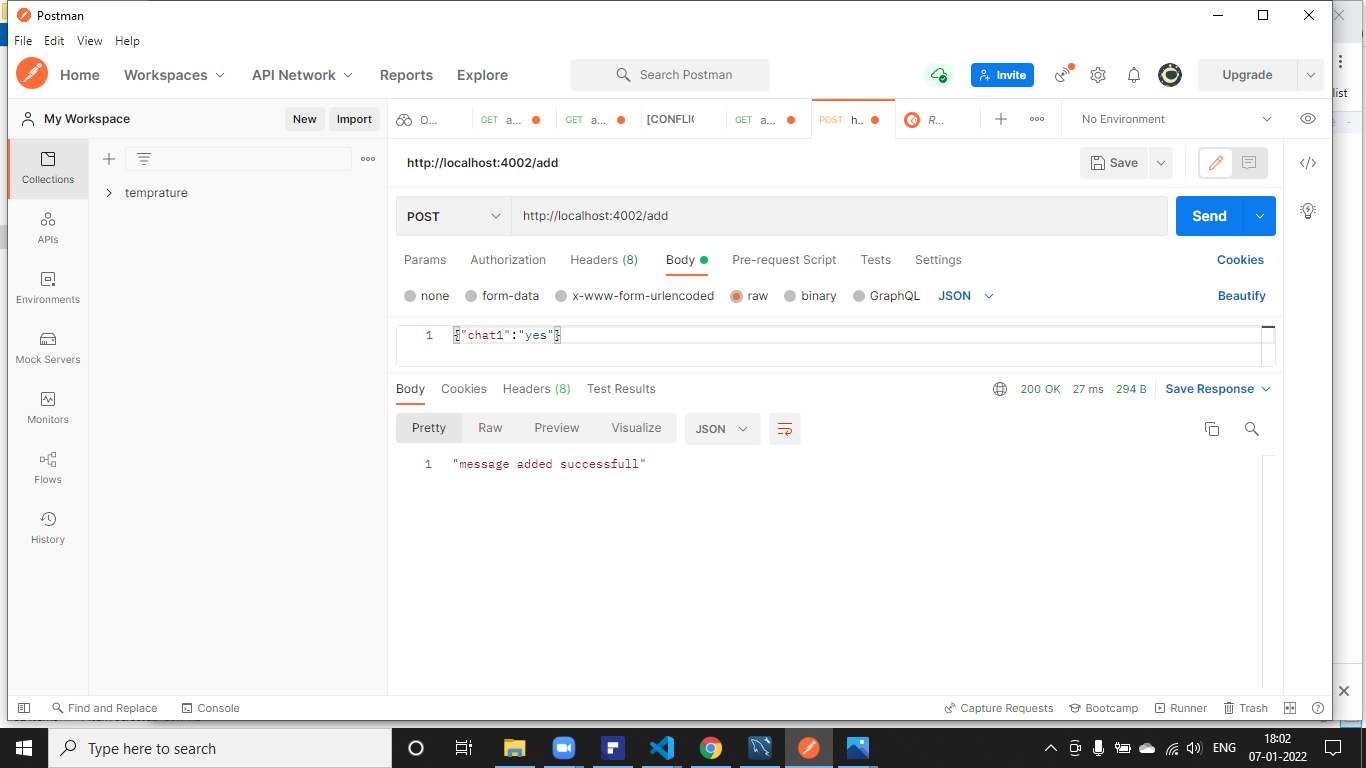 Postman
File Edit View Help
Home Workspaces API Network Reports Explore Search Postman Invite Upgrade
list
My Workspace New Import O... GET a... GET a... [CONFLIC GET a... POST h.. R... No Environment
Collections
APIs
Environments
Mock Servers
Monitors
Flows
History
temprature
http://localhost:4002/add Save
POST http://localhost:4002/add Send
Params Authorization Headers (8) Body Pre-request Script Tests Settings Cookies
none form-data x-www-form-urlencoded raw binary GraphQL JSON Beautify
1 {"chat1":"yes"}
Body Cookies Headers (8) Test Results 200 OK 27 ms 294 B Save Response
Pretty Raw Preview Visualize JSON
1 "message added successfull"
Find and Replace Console Capture Requests Bootcamp Runner Trash
Type here to search ENG 18:02
07-01-2022